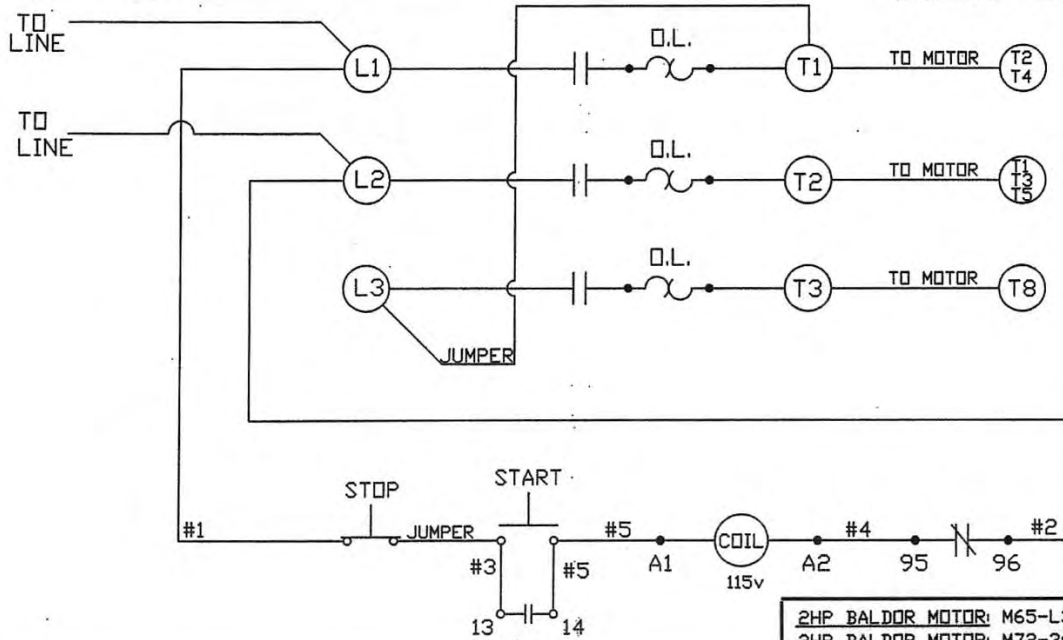 TO
LINE
L1
O.L.
T1
TO MOTOR
T2
T4
TO
LINE
L2
O.L.
T2
TO MOTOR
T1
T3
T5
L3
O.L.
T3
TO MOTOR
T8
JUMPER
STOP
START
#1
JUMPER
#3
#5
#5
A1
COIL
115v
A2
#4
95
96
#2
13
14
2HP BALDOR MOTOR: M65-L
2HP BALDOR MOTOR: